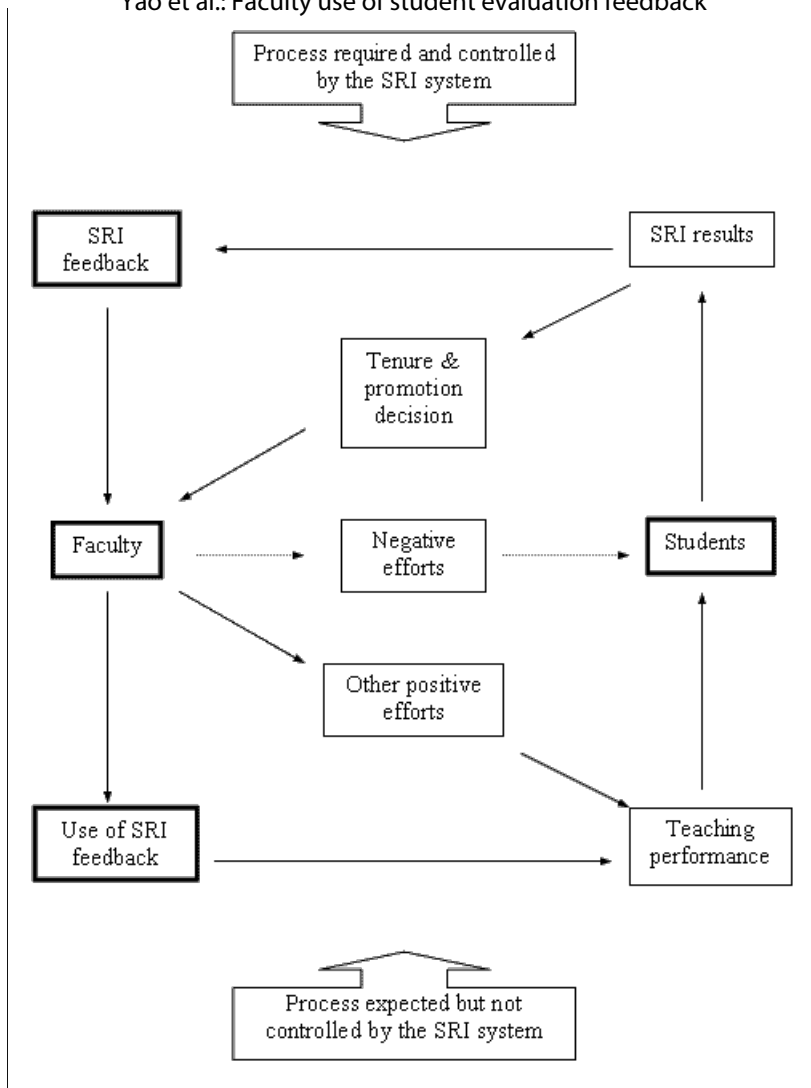 Yao et al.: Faculty use of student evaluation feedback
Process required and controlled
by the SRI system
SRI
feedback
SRI results
Tenure &
promotion
decision
Faculty
Negative
efforts
Students
Other positive
efforts
Use of SRI
feedback
Teaching
performance
Process expected but not
controlled by the SRI system